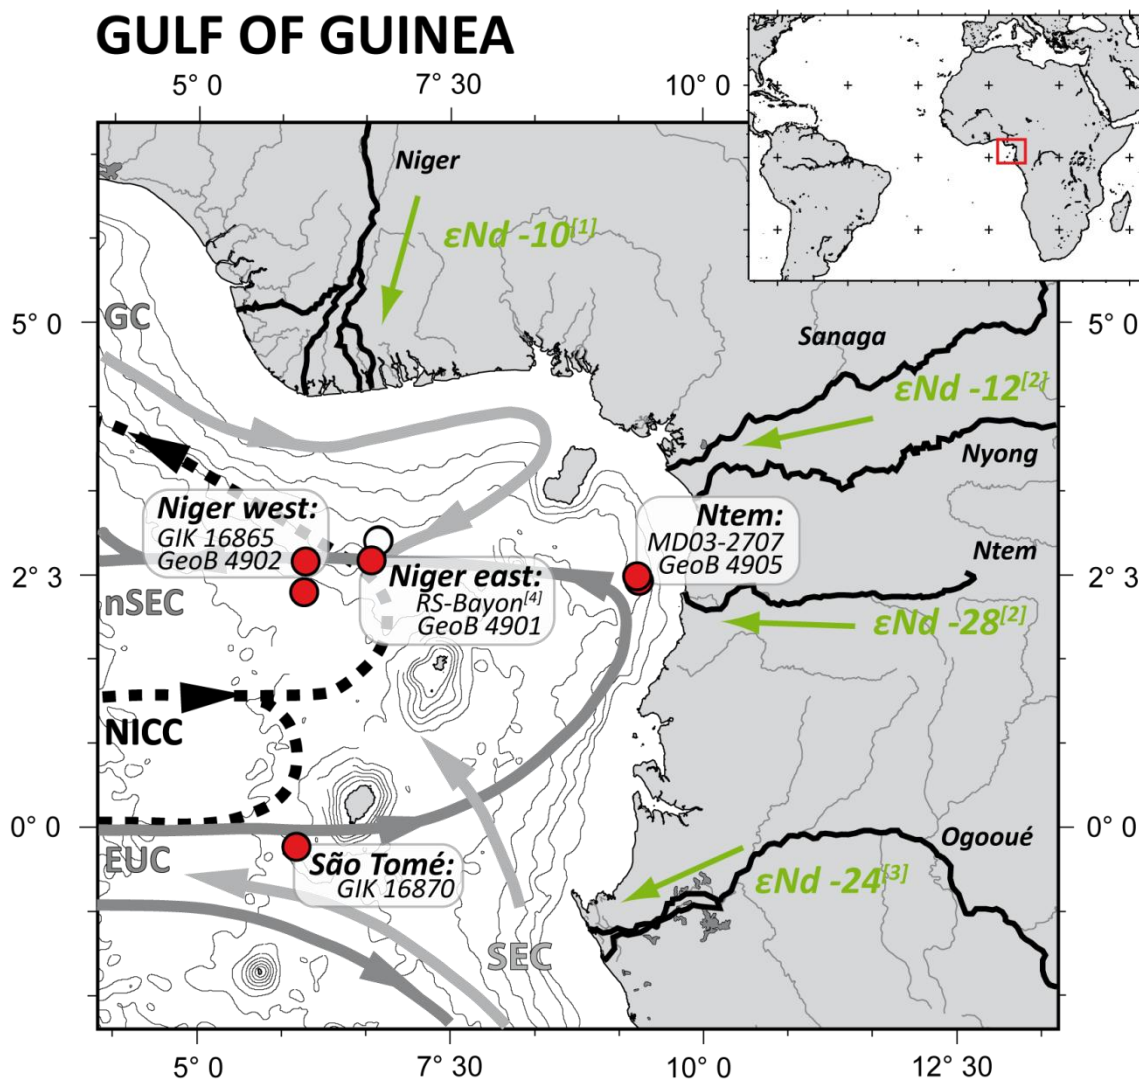 GULF OF GUINEA
5° 0
7° 30
10° 0
Niger
εNd -10[1]
GC
5° 0
5° 0
Sanaga
εNd -12[2]
Nyong
Niger west:
GIK 16865
GeoB 4902
Ntem:
MD03-2707
GeoB 4905
Ntem
2° 3
2° 3
nSEC
Niger east:
RS-Bayon[4]
GeoB 4901
εNd -28[2]
NICC
0° 0
0° 0
EUC
Ogooué
São Tomé:
GIK 16870
εNd -24[3]
SEC
5° 0
7° 30
10° 0
12° 30